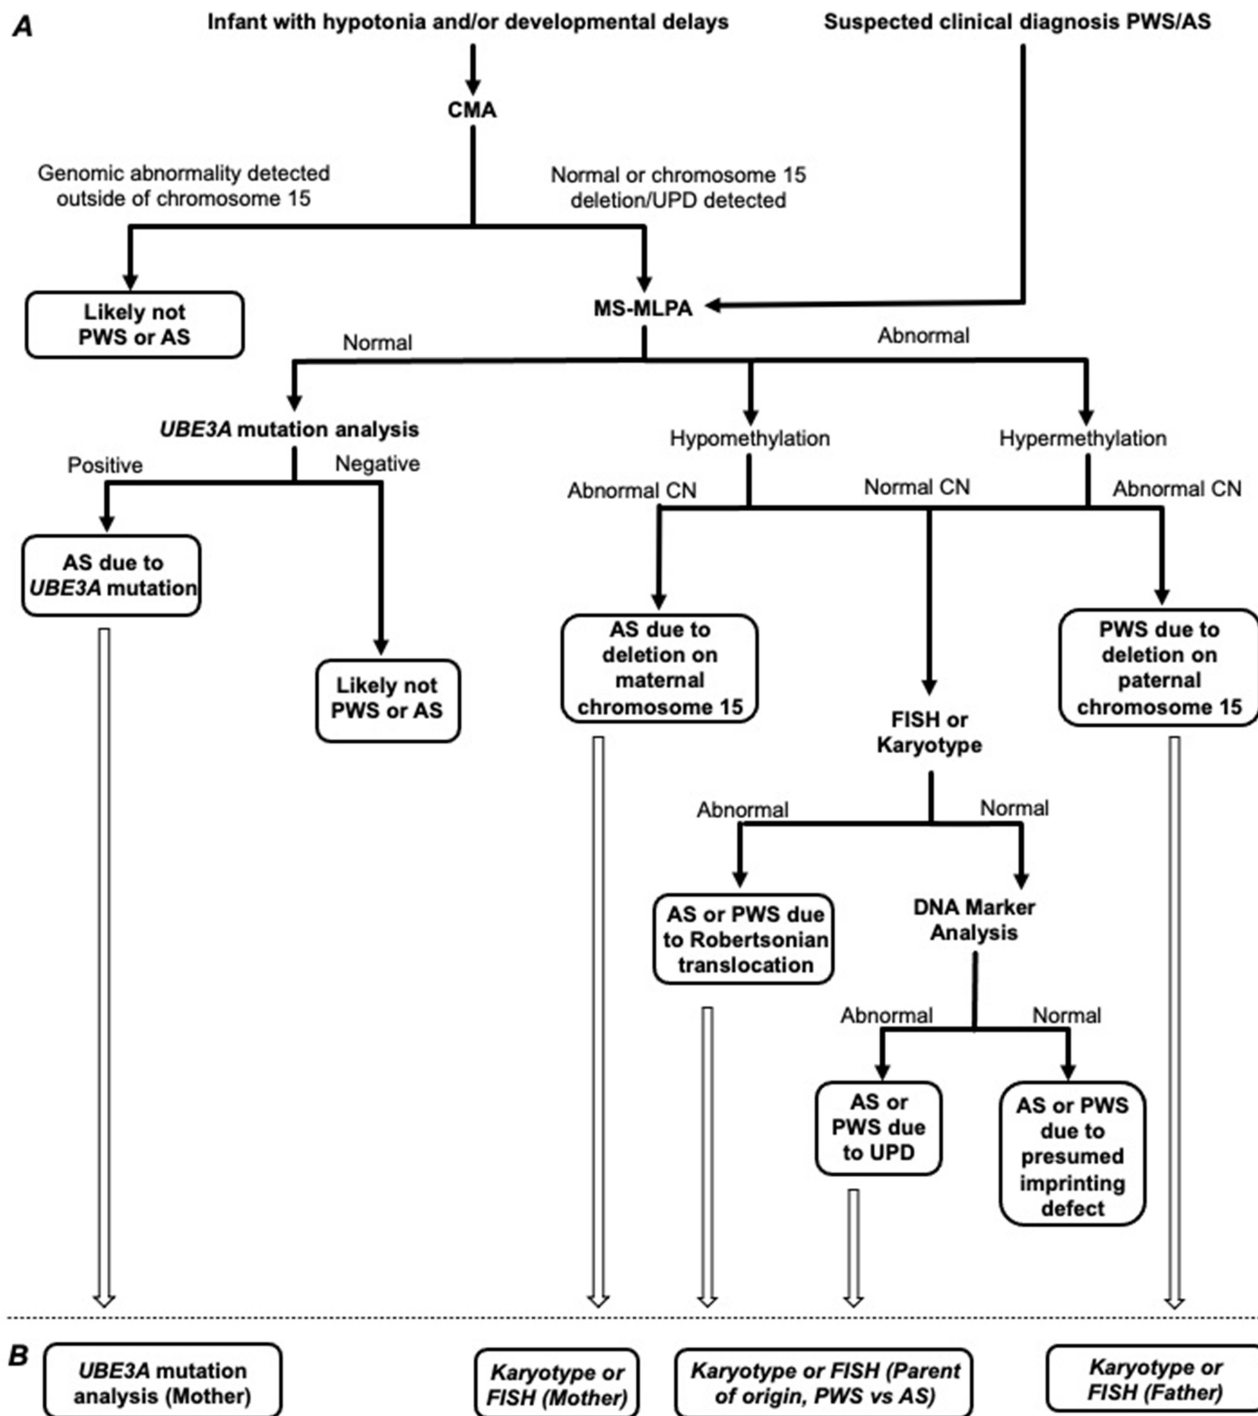 A
Infant with hypotonia and/or developmental delays
Suspected clinical diagnosis PWS/AS
CMA
Genomic abnormality detected
outside of chromosome 15
Normal or chromosome 15
deletion/UPD detected
Likely not
PWS or AS
MS-MLPA
Normal
Abnormal
UBE3A mutation analysis
Hypomethylation
Hypermethylation
Positive
Negative
Abnormal CN
Normal CN
Abnormal CN
AS due to
UBE3A mutation
Likely not
PWS or AS
AS due to
deletion on
maternal
chromosome 15
PWS due to
deletion on
paternal
chromosome 15
FISH or
Karyotype
Abnormal
Normal
AS or PWS due
to Robertsonian
translocation
DNA Marker
Analysis
Abnormal
Normal
AS or
PWS due
to UPD
AS or PWS
due to
presumed
imprinting
defect
B
UBE3A mutation
analysis (Mother)
Karyotype or
FISH (Mother)
Karyotype or FISH (Parent
of origin, PWS vs AS)
Karyotype or
FISH (Father)